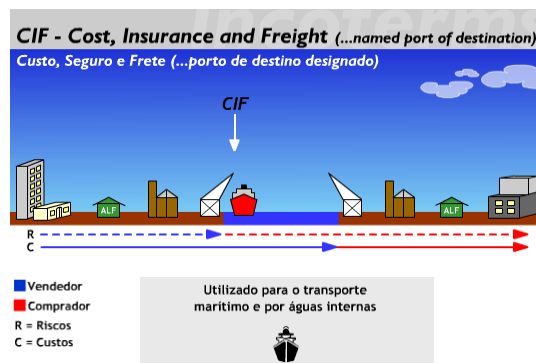 incoterms
CIF - Cost, Insurance and Freight (...named port of destination)
Custo, Seguro e Frete (...porto de destino designado)
CIF
ALF
ALF
R
C
Vendedor
Comprador
R = Riscos
C = Custos
Utilizado para o transporte
marítimo e por águas internas